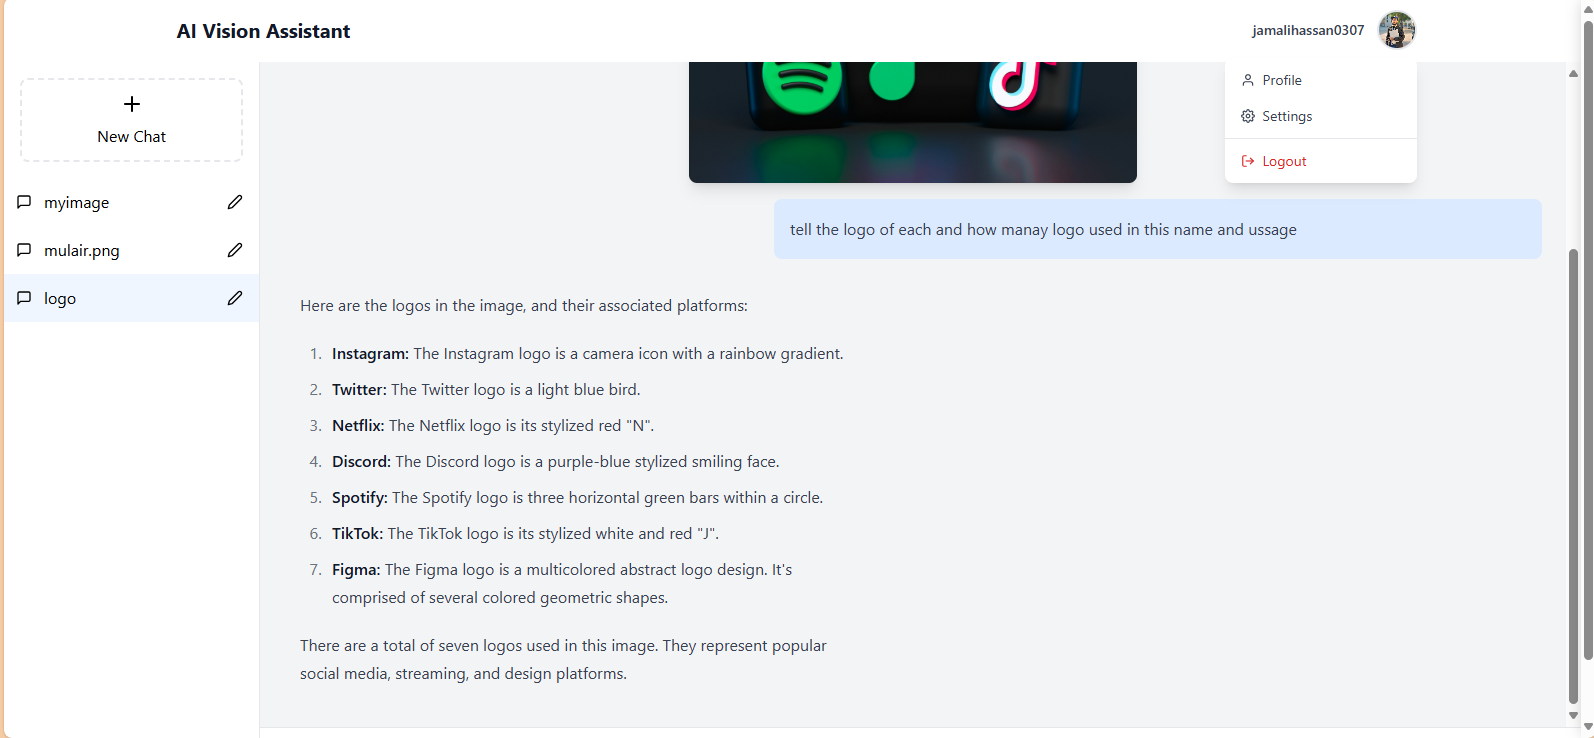 AI Vision Assistant
jamalihassan0307
New Chat
myimage
mulair.png
logo
Profile
Settings
Logout
tell the logo of each and how manay logo used in this name and ussage
Here are the logos in the image, and their associated platforms:
1. Instagram: The Instagram logo is a camera icon with a rainbow gradient.
2. Twitter: The Twitter logo is a light blue bird.
3. Netflix: The Netflix logo is its stylized red "N".
4. Discord: The Discord logo is a purple-blue stylized smiling face.
5. Spotify: The Spotify logo is three horizontal green bars within a circle.
6. TikTok: The TikTok logo is its stylized white and red "J".
7. Figma: The Figma logo is a multicolored abstract logo design. It's
comprised of several colored geometric shapes.
There are a total of seven logos used in this image. They represent popular
social media, streaming, and design platforms.